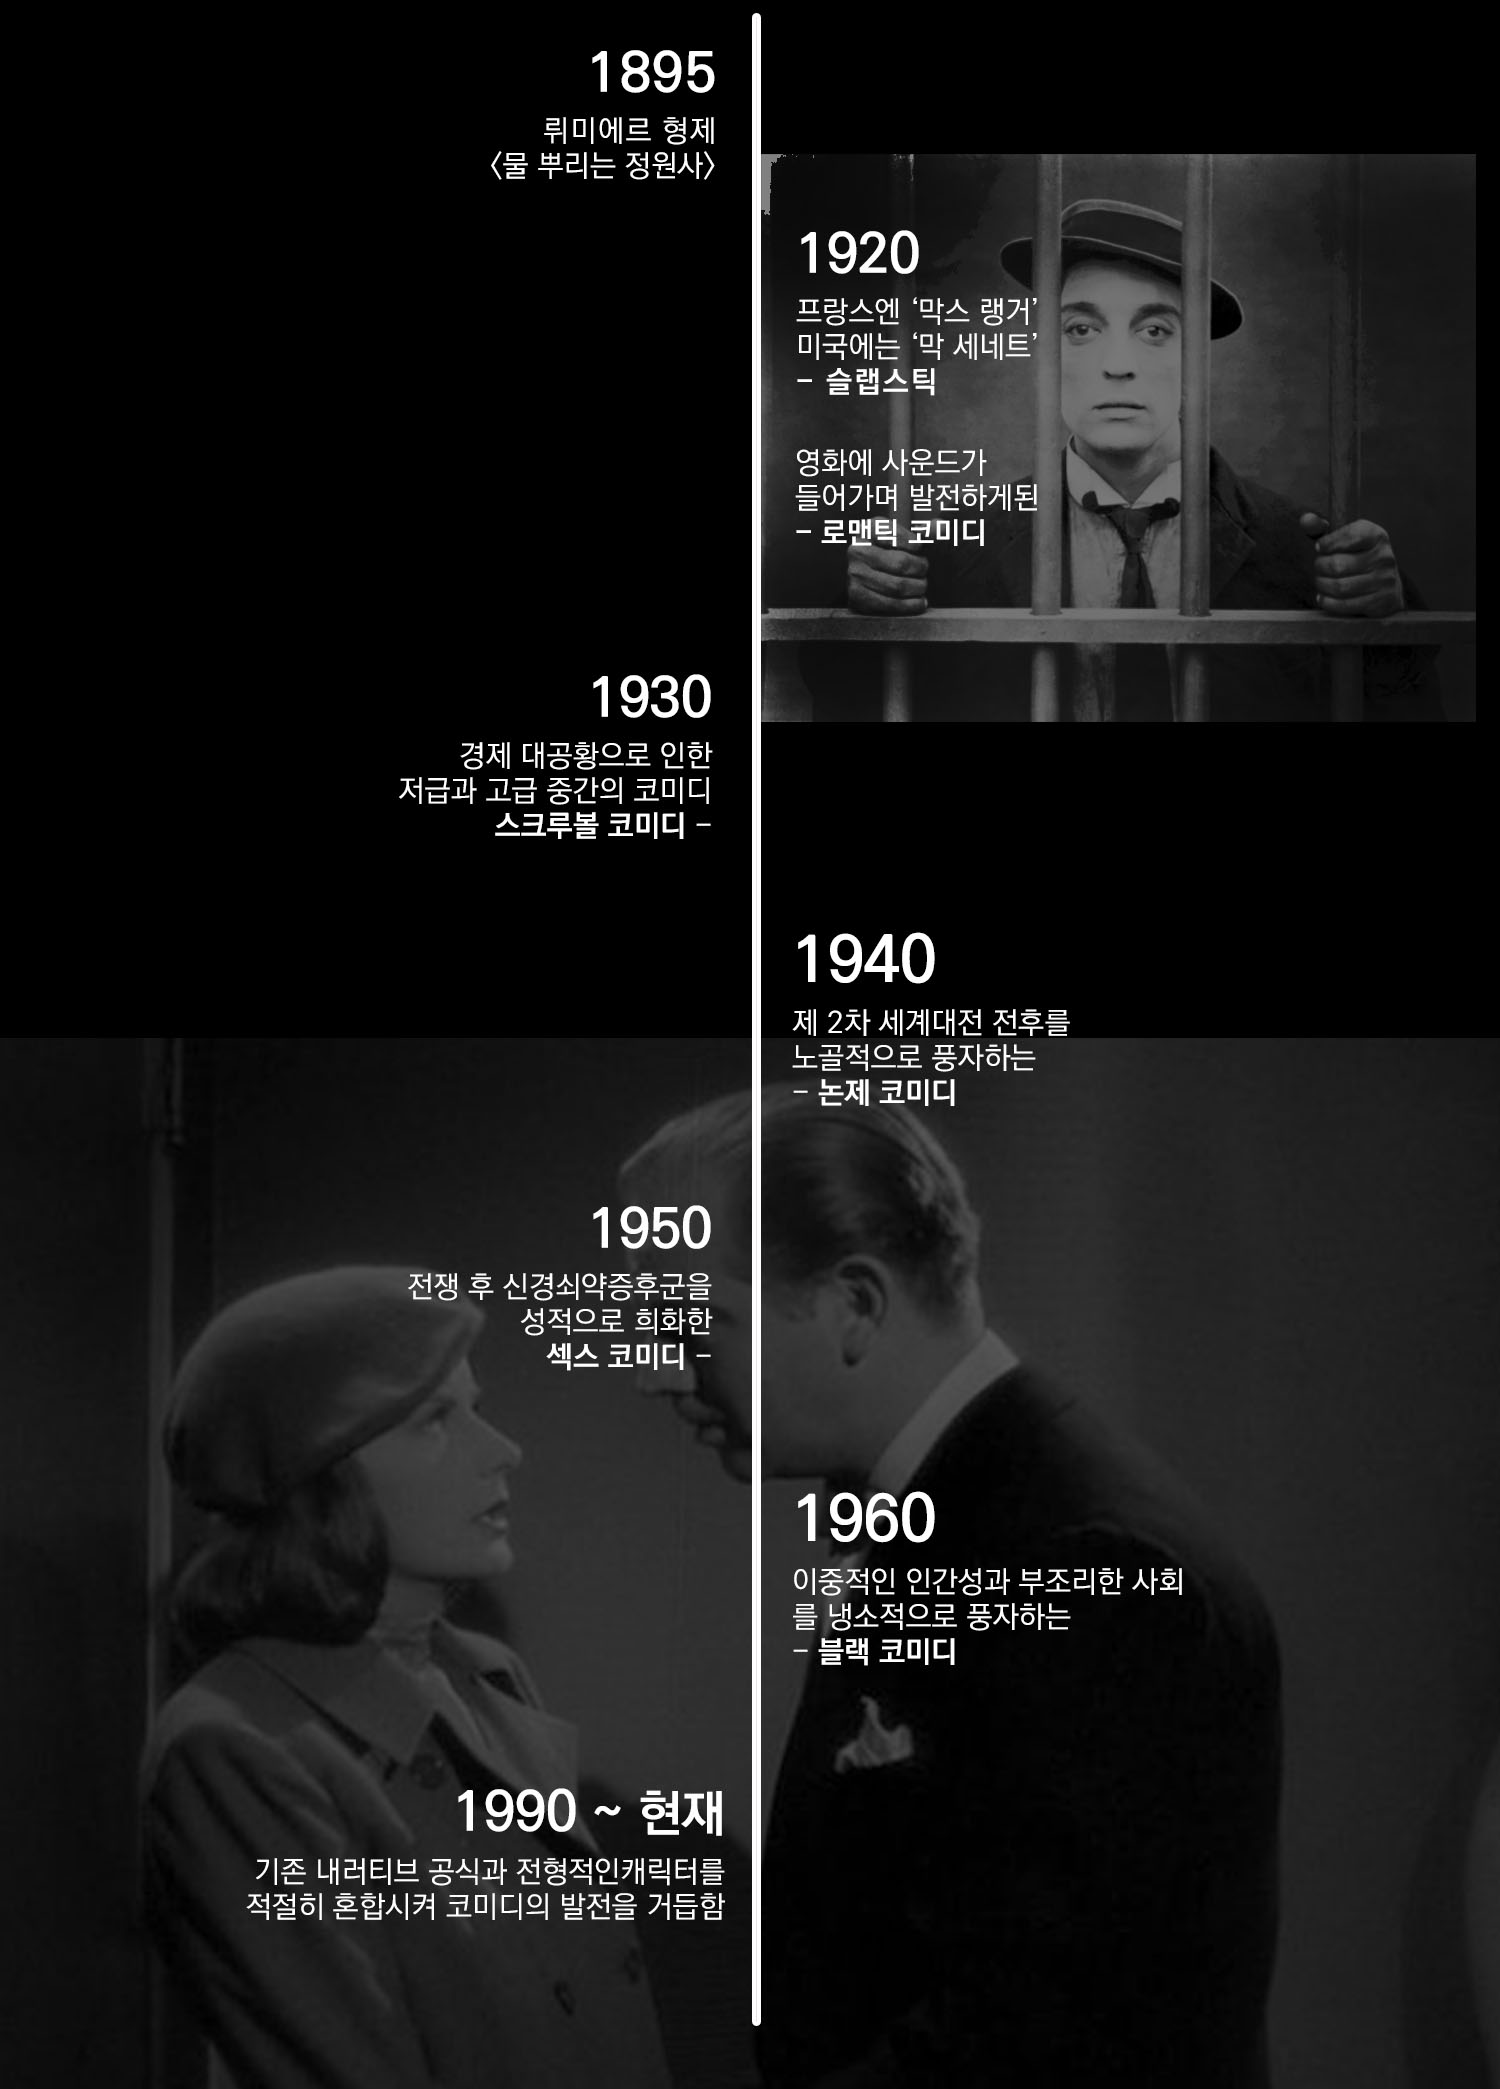 1895
뤼미에르 형제
〈물 뿌리는 정원사〉
1920
프랑스엔 ‘막스 랭거’
미국에는 ‘막 세네트’
- 슬랩스틱
영화에 사운드가
들어가며 발전하게된
- 로맨틱 코미디
1930
경제 대공황으로 인한
저급과 고급 중간의 코미디
스크루볼 코미디 -
1940
제 2차 세계대전 전후를
노골적으로 풍자하는
- 논제 코미디
1950
전쟁 후 신경쇠약증후군을
성적으로 희화한
섹스 코미디 -
1960
이중적인 인간성과 부조리한 사회
를 냉소적으로 풍자하는
- 블랙 코미디
1990 ~ 현재
기존 내러티브 공식과 전형적인캐릭터를
적절히 혼합시켜 코미디의 발전을 거듭함